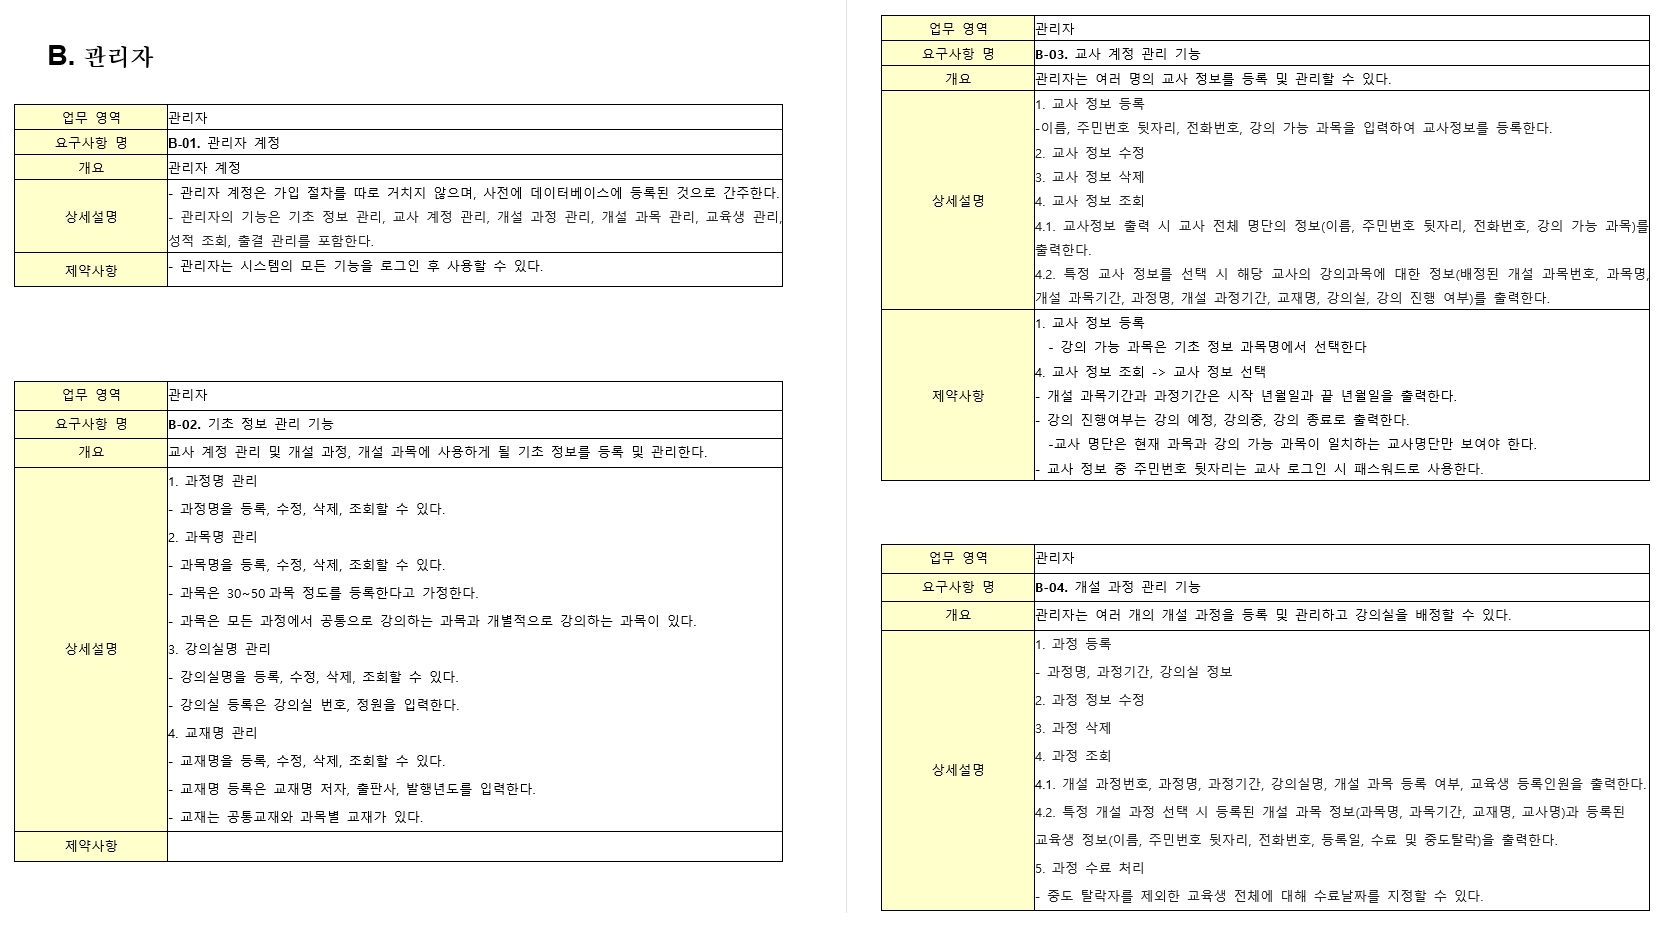 B. 관리자
업무 영역
관리자
요구사항 명
B-01. 관리자 계정
개요
관리자 계정
상세설명
- 관리자 계정은 가입 절차를 따로 거치지 않으며, 사전에 데이터베이스에 등록된 것으로 간주한다.
- 관리자의 기능은 기초 정보 관리, 교사 계정 관리, 개설 과정 관리, 개설 과목 관리, 교육생 관리,
성적 조회, 출결 관리를 포함한다.
제약사항
- 관리자는 시스템의 모든 기능을 로그인 후 사용할 수 있다.
업무 영역
관리자
요구사항 명
B-02. 기초 정보 관리 기능
개요
교사 계정 관리 및 개설 과정, 개설 과목에 사용하게 될 기초 정보를 등록 및 관리한다.
상세설명
1. 과정명 관리
- 과정명을 등록, 수정, 삭제, 조회할 수 있다.
2. 과목명 관리
- 과목명을 등록, 수정, 삭제, 조회할 수 있다.
- 과목은 30~50과목 정도를 등록한다고 가정한다.
- 과목은 모든 과정에서 공통으로 강의하는 과목과 개별적으로 강의하는 과목이 있다.
3. 강의실명 관리
- 강의실명을 등록, 수정, 삭제, 조회할 수 있다.
- 강의실 등록은 강의실 번호, 정원을 입력한다.
4. 교재명 관리
- 교재명을 등록, 수정, 삭제, 조회할 수 있다.
- 교재명 등록은 교재명 저자, 출판사, 발행년도를 입력한다.
- 교재는 공통교재와 과목별 교재가 있다.
제약사항
업무 영역
관리자
요구사항 명
B-03. 교사 계정 관리 기능
개요
관리자는 여러 명의 교사 정보를 등록 및 관리할 수 있다.
상세설명
1. 교사 정보 등록
-이름, 주민번호 뒷자리, 전화번호, 강의 가능 과목을 입력하여 교사정보를 등록한다.
2. 교사 정보 수정
3. 교사 정보 삭제
4. 교사 정보 조회
4.1. 교사정보 출력 시 교사 전체 명단의 정보(이름, 주민번호 뒷자리, 전화번호, 강의 가능 과목)를
출력한다.
4.2. 특정 교사 정보를 선택 시 해당 교사의 강의과목에 대한 정보(배정된 개설 과목번호, 과목명,
개설 과목기간, 과정명, 개설 과정기간, 교재명, 강의실, 강의 진행 여부)를 출력한다.
제약사항
1. 교사 정보 등록
- 강의 가능 과목은 기초 정보 과목명에서 선택한다
4. 교사 정보 조회 -> 교사 정보 선택
- 개설 과목기간과 과정기간은 시작 년월일과 끝 년월일을 출력한다.
- 강의 진행여부는 강의 예정, 강의중, 강의 종료로 출력한다.
-교사 명단은 현재 과목과 강의 가능 과목이 일치하는 교사명단만 보여야 한다.
- 교사 정보 중 주민번호 뒷자리는 교사 로그인 시 패스워드로 사용한다.
업무 영역
관리자
요구사항 명
B-04. 개설 과정 관리 기능
개요
관리자는 여러 개의 개설 과정을 등록 및 관리하고 강의실을 배정할 수 있다.
상세설명
1. 과정 등록
- 과정명, 과정기간, 강의실 정보
2. 과정 정보 수정
3. 과정 삭제
4. 과정 조회
4.1. 개설 과정번호, 과정명, 과정기간, 강의실명, 개설 과목 등록 여부, 교육생 등록인원을 출력한다.
4.2. 특정 개설 과정 선택 시 등록된 개설 과목 정보(과목명, 과목기간, 교재명, 교사명)과 등록된
교육생 정보(이름, 주민번호 뒷자리, 전화번호, 등록일, 수료 및 중도탈락)을 출력한다.
5. 과정 수료 처리
- 중도 탈락자를 제외한 교육생 전체에 대해 수료날짜를 지정할 수 있다.